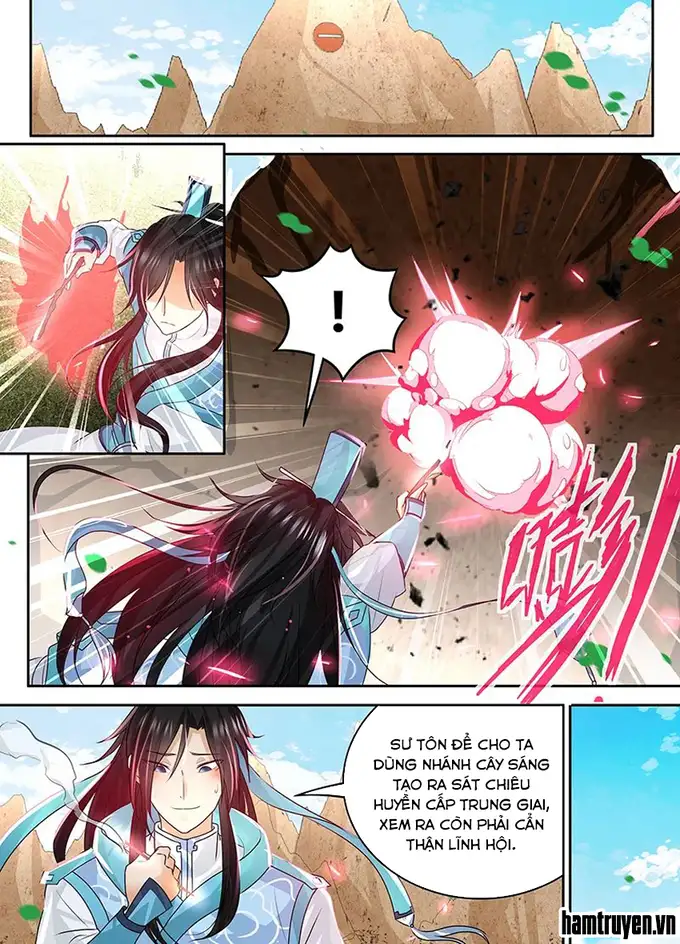 !
SƯ TÔN ĐỂ CHO TA
DÙNG NHÁNH CÂY SÁNG
TẠO RA SÁT CHIÊU
HUYỀN CẤP TRUNG GIAI,
XEM RA CÒN PHẢI CẨN
THẬN LĨNH HỘI.
hamtruyen.vn